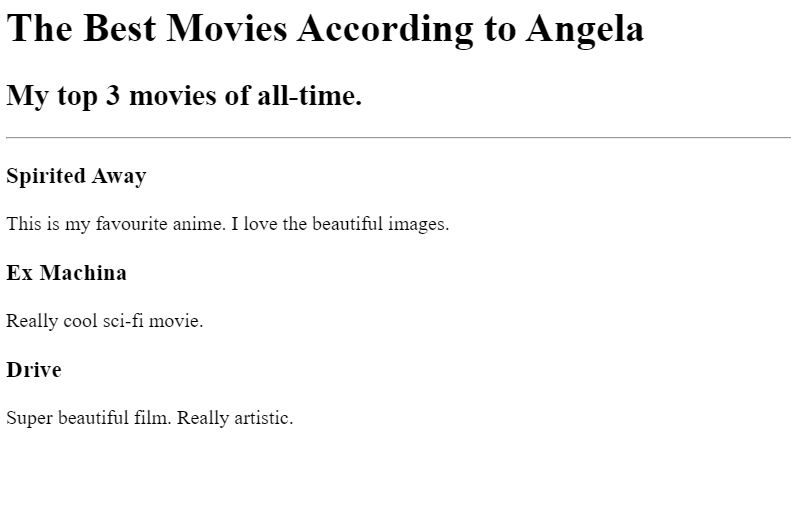 The Best Movies According to Angela
My top 3 movies of all-time.
Spirited Away
This is my favourite anime. I love the beautiful images.
Ex Machina
Really cool sci-fi movie.
Drive
Super beautiful film. Really artistic.